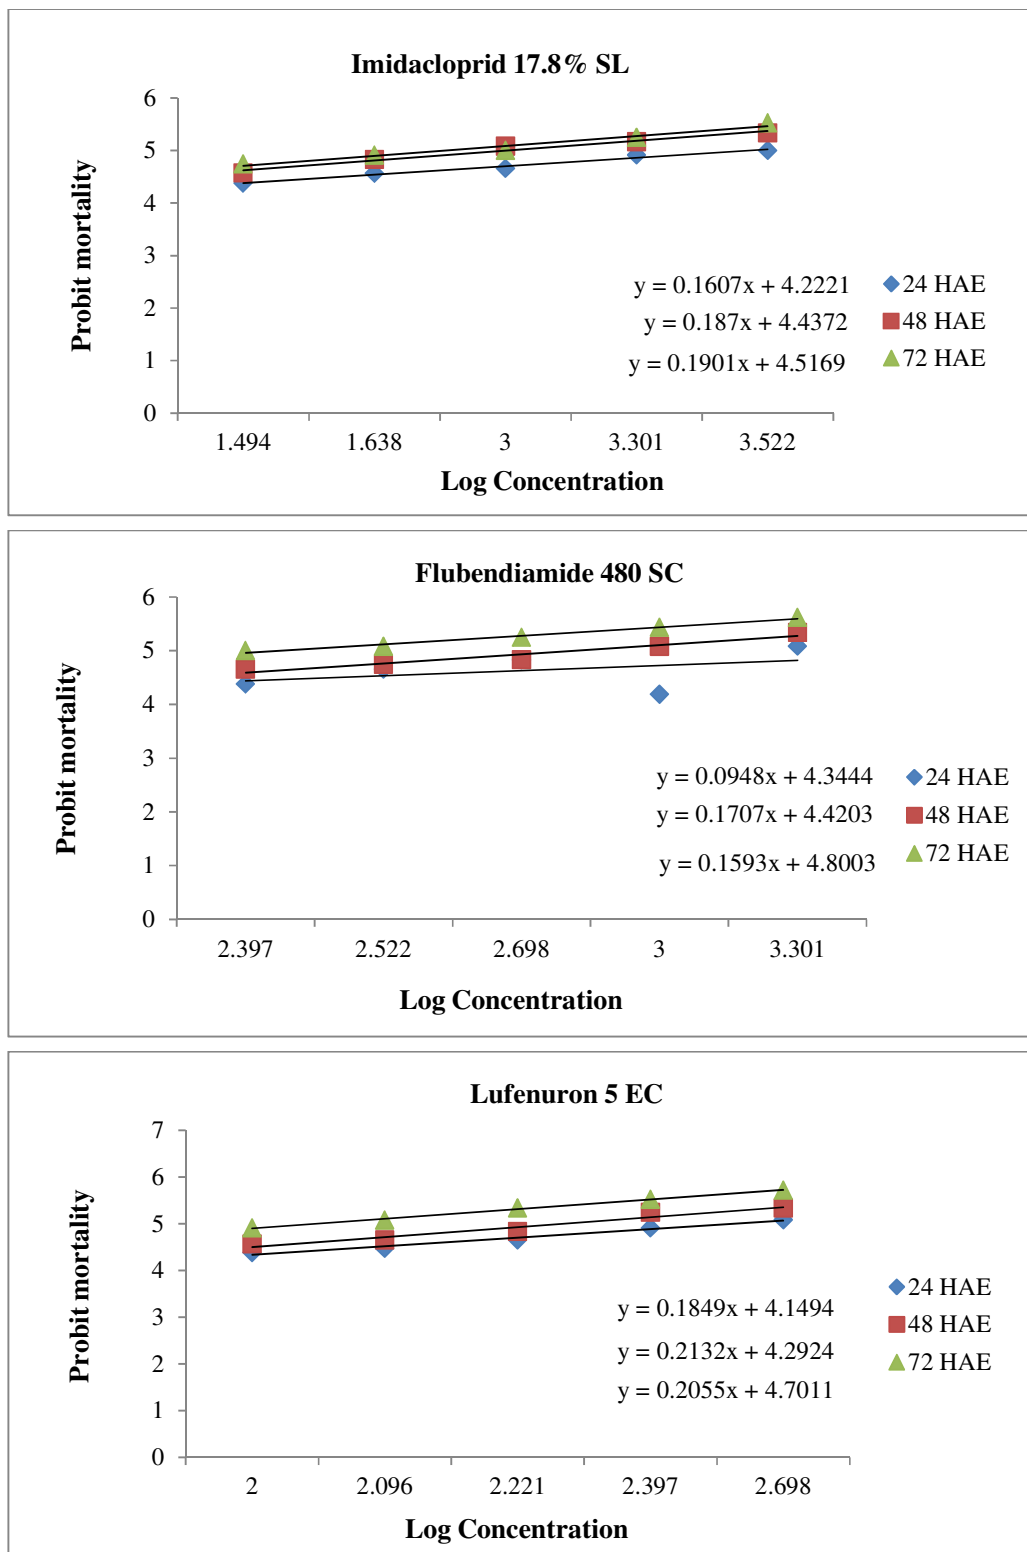 Imidacloprid 17.8% SL
6
5
4
3
2
1
0
Probit mortality
y = 0.1607x + 4.2221
y = 0.187x + 4.4372
y = 0.1901x + 4.5169
24 HAE
48 HAE
72 HAE
1.494 1.638 3 3.301 3.522
Log Concentration
Flubendiamide 480 SC
6
5
4
3
2
1
0
Probit mortality
y = 0.0948x + 4.3444
y = 0.1707x + 4.4203
y = 0.1593x + 4.8003
24 HAE
48 HAE
72 HAE
2.397 2.522 2.698 3 3.301
Log Concentration
Lufenuron 5 EC
7
6
5
4
3
2
1
0
Probit mortality
y = 0.1849x + 4.1494
y = 0.2132x + 4.2924
y = 0.2055x + 4.7011
24 HAE
48 HAE
72 HAE
2 2.096 2.221 2.397 2.698
Log Concentration